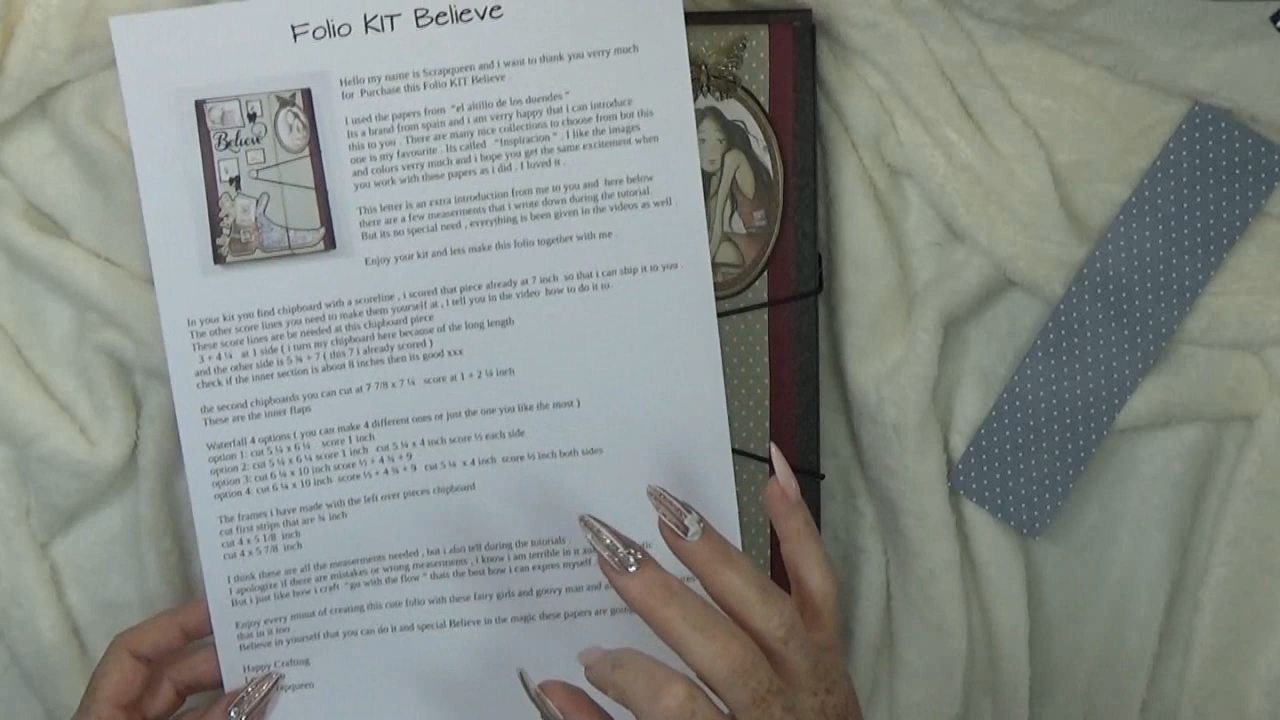 Folio KIT Believe
Believe
Hello my name is Scrapqueen and i want to thank you verry much
for Purchase this Folio KIT Believe
I used the papers from "el altillo de los duendes"
Its a brand from spain and i am verry happy that i can introduce
this to you . There are many nice collections to choose from but this
one is my favourite . Its called "Inspiracion" . I like the images
and colors verry much and i hope you get the same excitement when
you work with these papers as i did . I loved it .
This letter is an extra introduction from me to you and here below
there are a few measerments that i wrote down during the tutorial.
But its no special need , everything is been given in the videos as well
Enjoy your kit and lets make this folio together with me .
In your kit you find chipboard with a scoreline , i scored that piece already at 7 inch so that i can ship it to you .
The other score lines you need to make them yourself at , i tell you in the video how to do it to.
These score lines are be needed at this chipboard piece
3 + 4 ¼ at 1 side ( i turn my chipboard here because of the long length
and the other side is 5 ¾ + 7 ( this 7 i already scored )
check if the inner section is about 8 inches then its good xxx
the second chipboards you can cut at 7 7/8 x 7 ¼ score at 1 + 2 ¼ inch
These are the inner flaps
Waterfall 4 options ( you can make 4 different ones or just the one you like the most )
option 1: cut 5 ¼ x 6 ¼ score 1 inch
option 2: cut 5 ¼ x 6 ¼ score 1 inch cut 5 ¼ x 4 inch score ½ each side
option 3: cut 6 ¼ x 10 inch score ½ + 4 ¾ + 9
option 4: cut 6 ¼ x 10 inch score ½ + 4 ¾ + 9 cut 5 ¼ x 4 inch score ½ inch both sides
The frames i have made with the left over pieces chipboard
cut first strips that are ¾ inch
cut 4 x 5 1/8 inch
cut 4 x 5 7/8 inch
I think these are all the measerments needed , but i also tell during the tutorials .
I apologize if there are mistakes or wrong measerments , i know i am terrible in it
But i just like how i craft "go with the flow" thats the best how i can expres myself .
Enjoy every minut of creating this cute folio with these fairy girls and groovy man and
that in it too
Believe in yourself that you can do it and special Believe in the magic these papers are
Happy Crafting